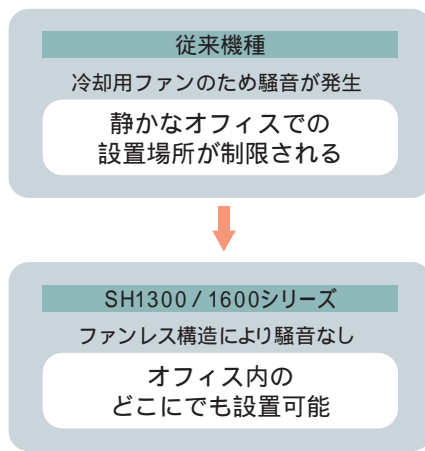 従来機種
冷却用ファンのため騒音が発生
静かなオフィスでの
設置場所が制限される
SH1300 / 1600シリーズ
ファンレス構造により騒音なし
オフィス内の
どこにでも設置可能